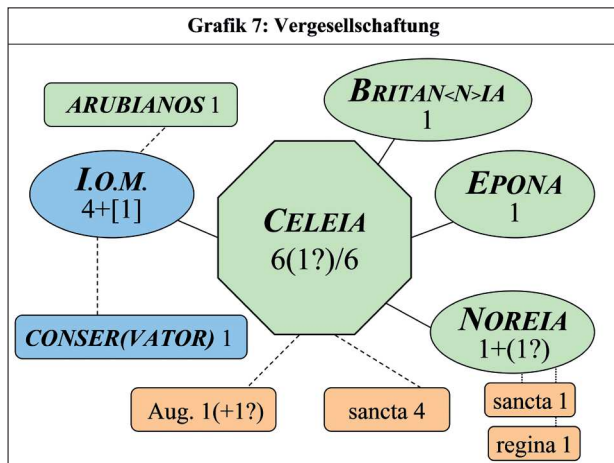 Grafik 7: Vergesellschaftung
ARUBIANOS 1
BRITAN<N>IA
1
I.O.M.
4+[1]
EPONA
1
CELEIA
6(1?)/6
NOREIA
1+(1?)
CONSER(VATOR) 1
Aug. 1(+1?)
sancta 4
sancta 1
regina 1